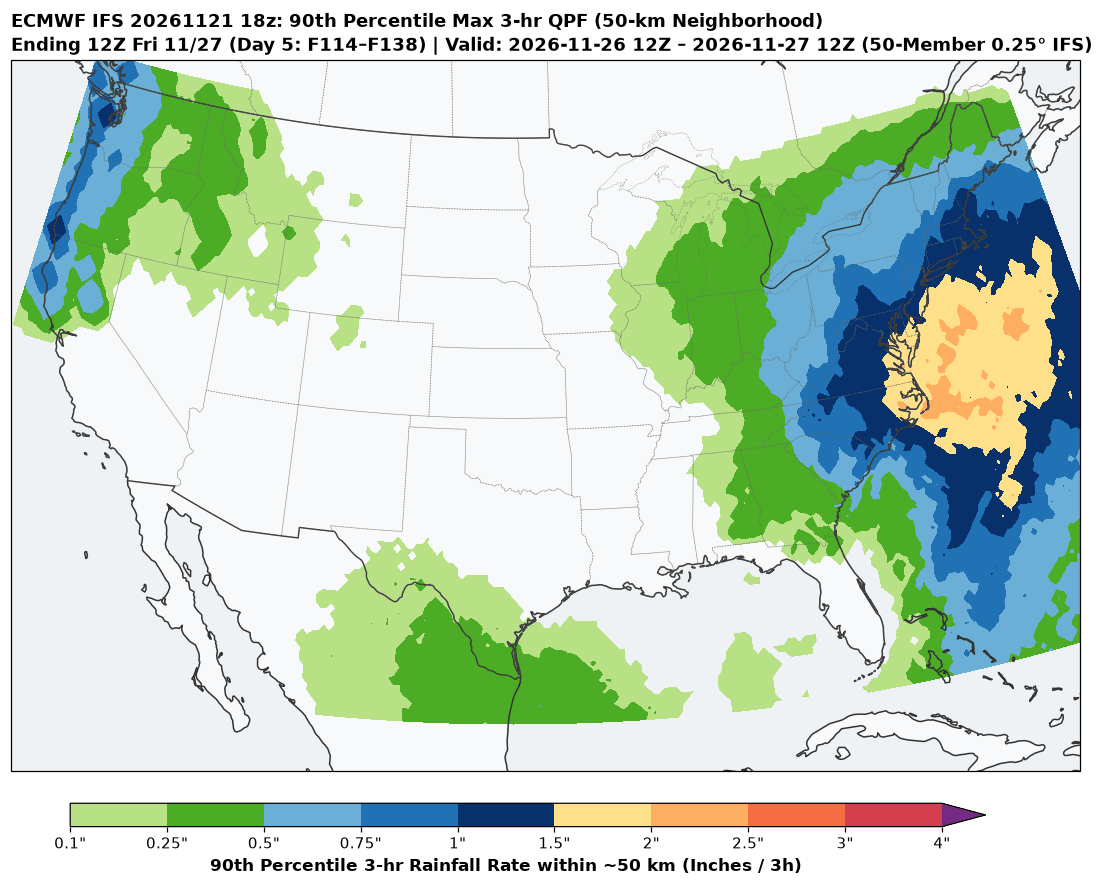 ECMWF IFS 20261121 18z: 90th Percentile Max 3-hr QPF (50-km Neighborhood)
Ending 12Z Fri 11/27 (Day 5: F114–F138) | Valid: 2026-11-26 12Z – 2026-11-27 12Z (50-Member 0.25° IFS)
0.1" 0.25" 0.5" 0.75" 1" 1.5" 2" 2.5" 3" 4"
90th Percentile 3-hr Rainfall Rate within ~50 km (Inches / 3h)